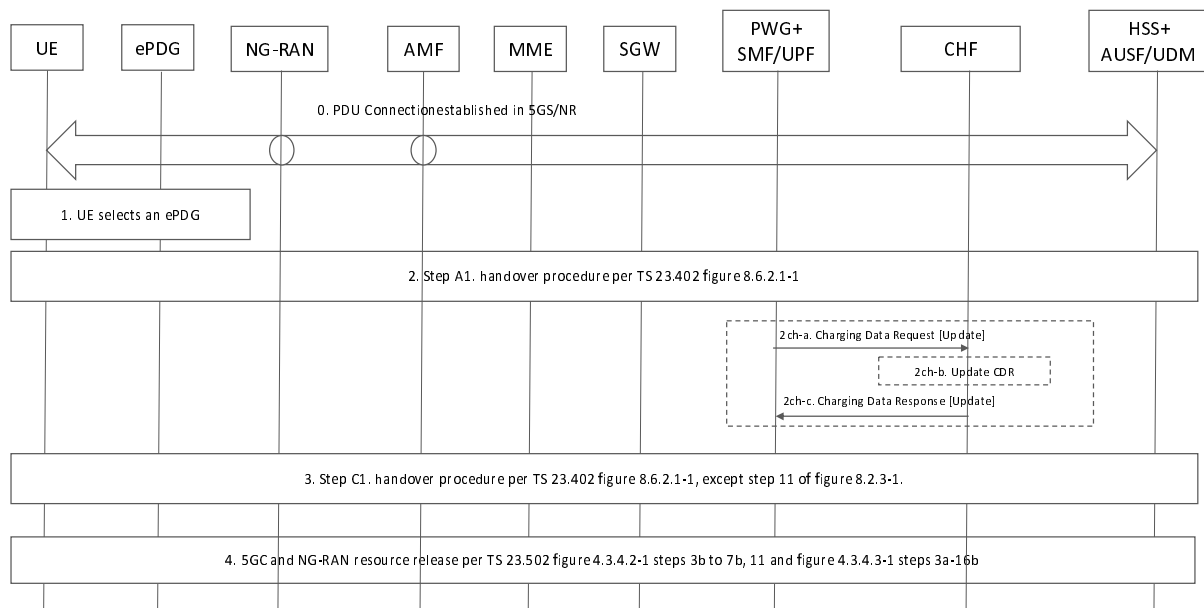 UE
ePDG
NG-RAN
AMF
MME
SGW
PWG+
SMF/UPF
CHF
HSS+
AUSF/UDM
0. PDU Connectionestablished in 5GS/NR
1. UE selects an ePDG
2. Step A1. handover procedure per TS 23.402 figure 8.6.2.1-1
2ch-a. Charging Data Request [Update]
2ch-b. Update CDR
2ch-c. Charging Data Response [Update]
3. Step C1. handover procedure per TS 23.402 figure 8.6.2.1-1, except step 11 of figure 8.2.3-1.
4. 5GC and NG-RAN resource release per TS 23.502 figure 4.3.4.2-1 steps 3b to 7b, 11 and figure 4.3.4.3-1 steps 3a-16b